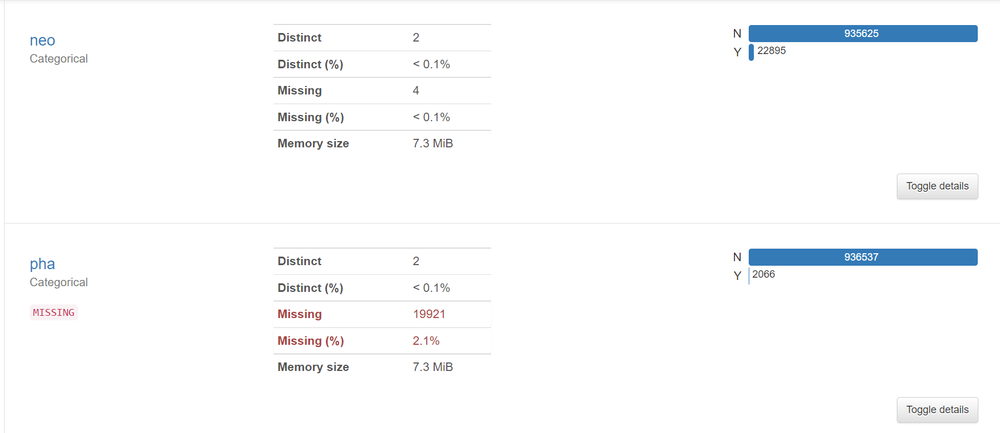 neo
Categorical
Distinct 2
Distinct (%) < 0.1%
Missing 4
Missing (%) < 0.1%
Memory size 7.3 MiB
N 935625
Y 22895
Toggle details
pha
Categorical
MISSING
Distinct 2
Distinct (%) < 0.1%
Missing 19921
Missing (%) 2.1%
Memory size 7.3 MiB
N 936537
Y 2066
Toggle details